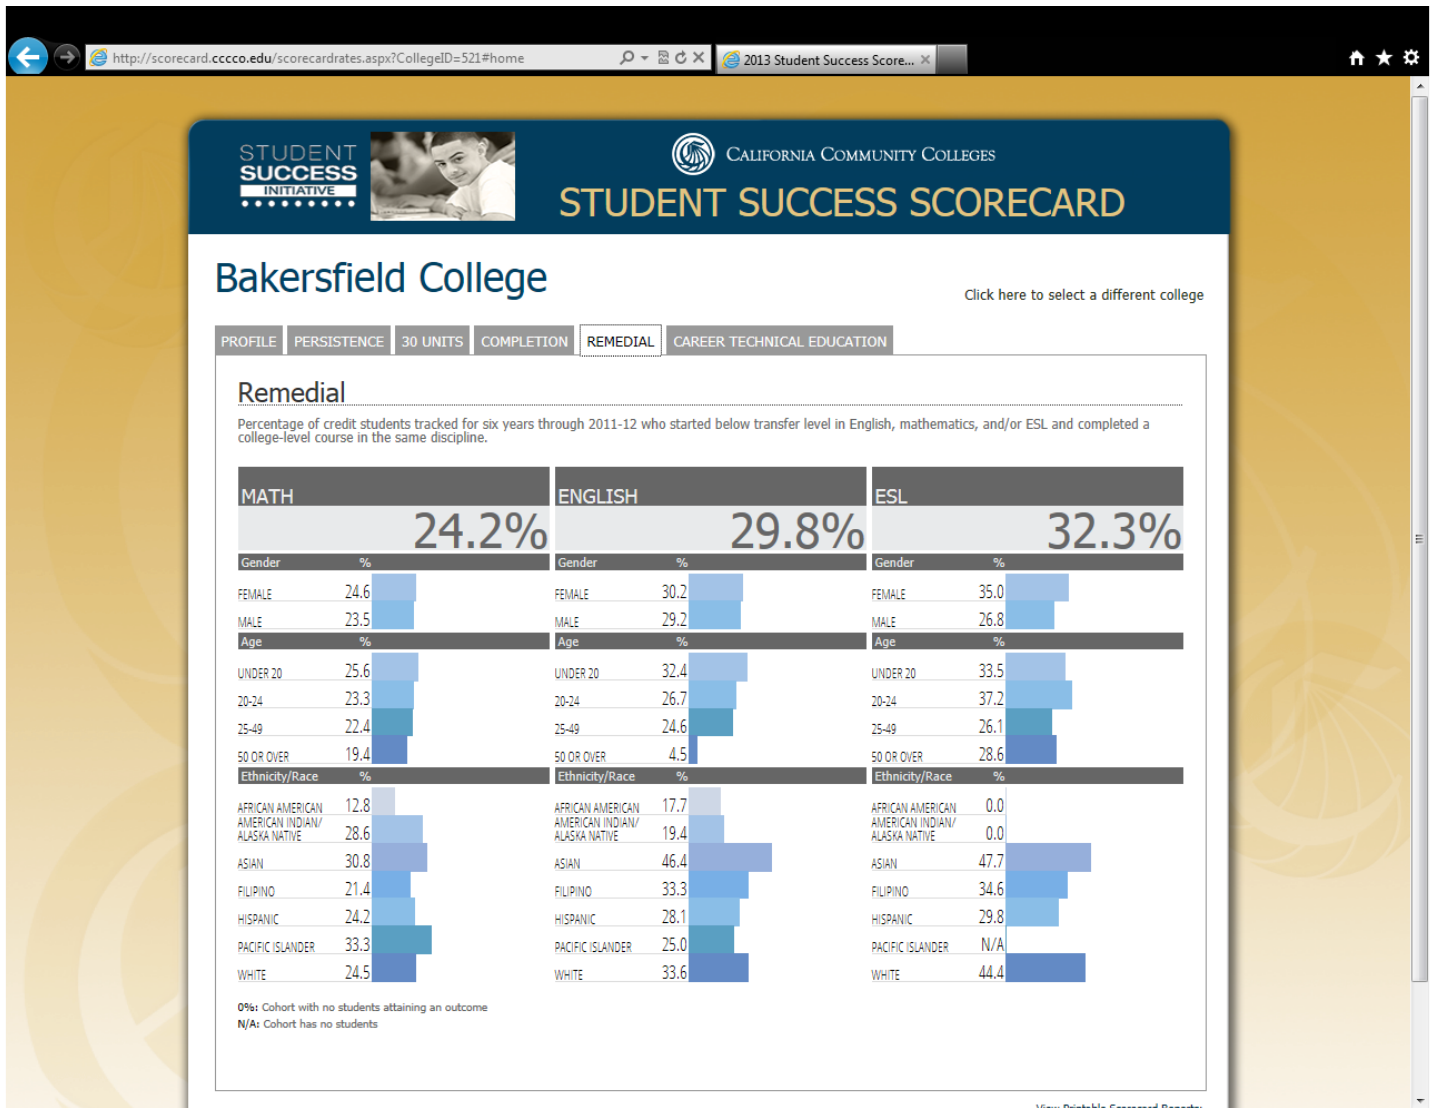 http://scorecard.cccco.edu/scorecardrates.aspx?CollegeID=521#home
2013 Student Success Score...
STUDENT
SUCCESS
INITIATIVE
CALIFORNIA COMMUNITY COLLEGES
STUDENT SUCCESS SCORECARD
Bakersfield College
Click here to select a different college
PROFILE PERSISTENCE 30 UNITS COMPLETION REMEDIAL CAREER TECHNICAL EDUCATION
Remedial
Percentage of credit students tracked for six years through 2011-12 who started below transfer level in English, mathematics, and/or ESL and completed a
college-level course in the same discipline.
MATH
24.2%
Gender %
FEMALE 24.6
MALE 23.5
Age %
UNDER 20 25.6
20-24 23.3
25-49 22.4
50 OR OVER 19.4
Ethnicity/Race %
AFRICAN AMERICAN 12.8
AMERICAN INDIAN/
ALASKA NATIVE 28.6
ASIAN 30.8
FILIPINO 21.4
HISPANIC 24.2
PACIFIC ISLANDER 33.3
WHITE 24.5
ENGLISH
29.8%
Gender %
FEMALE 30.2
MALE 29.2
Age %
UNDER 20 32.4
20-24 26.7
25-49 24.6
50 OR OVER 4.5
Ethnicity/Race %
AFRICAN AMERICAN 17.7
AMERICAN INDIAN/
ALASKA NATIVE 19.4
ASIAN 46.4
FILIPINO 33.3
HISPANIC 28.1
PACIFIC ISLANDER 25.0
WHITE 33.6
ESL
32.3%
Gender %
FEMALE 35.0
MALE 26.8
Age %
UNDER 20 33.5
20-24 37.2
25-49 26.1
50 OR OVER 28.6
Ethnicity/Race %
AFRICAN AMERICAN 0.0
AMERICAN INDIAN/
ALASKA NATIVE 0.0
ASIAN 47.7
FILIPINO 34.6
HISPANIC 29.8
PACIFIC ISLANDER N/A
WHITE 44.4
0%: Cohort with no students attaining an outcome
N/A: Cohort has no students
View Printable Scorecard Reports: